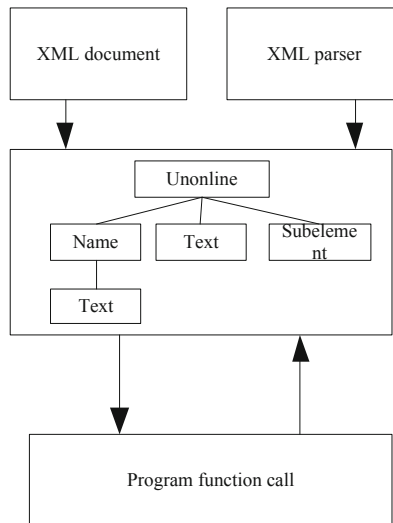 XML document
XML parser
Unonline
Name
Text
Subeleme
nt
Text
Program function call